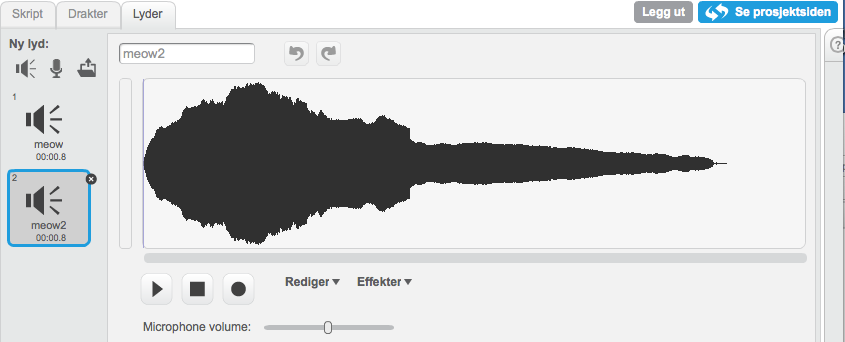 Skript Drakter Lyder Legg ut Se prosjektsiden
Ny lyd:
meow2
1
meow
00:00.8
2
meow2
00:00.8
Rediger Effekter
Microphone volume:
?